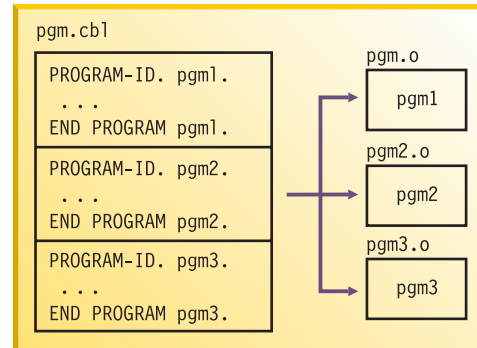 pgm.cbl
PROGRAM-ID. pgm1.
...
END PROGRAM pgm1.
PROGRAM-ID. pgm2.
...
END PROGRAM pgm2.
PROGRAM-ID. pgm3.
...
END PROGRAM pgm3.
pgm.o
pgm1
pgm2.o
pgm2
pgm3.o
pgm3